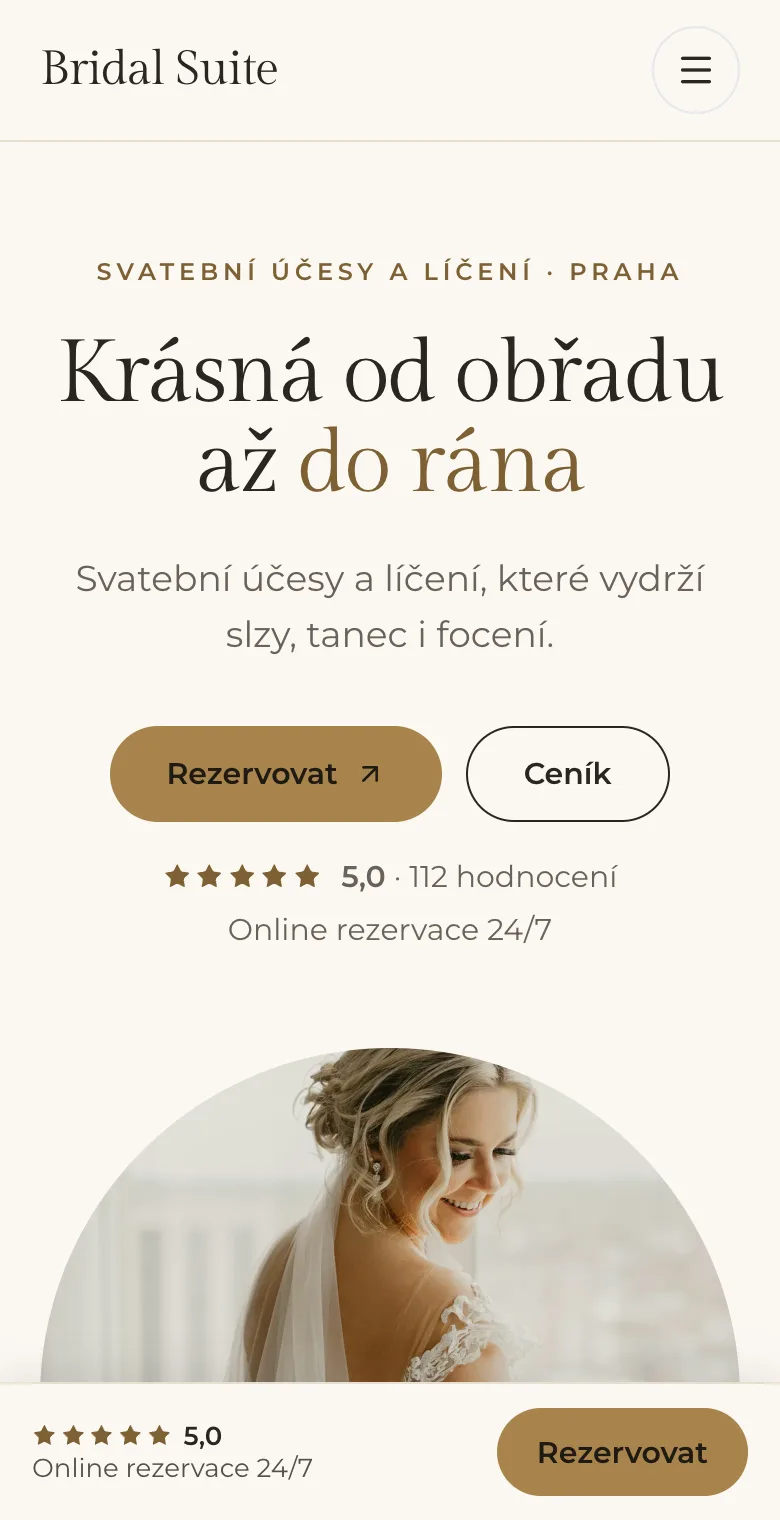 Bridal Suite
SVATEBNÍ ÚČESY A LÍČENÍ · PRAHA
Krásná od obřadu
až do rána
Svatební účesy a líčení, které vydrží
slzy, tanec i focení.
Rezervovat
Ceník
5,0 · 112 hodnocení
Online rezervace 24/7
5,0
Online rezervace 24/7
Rezervovat